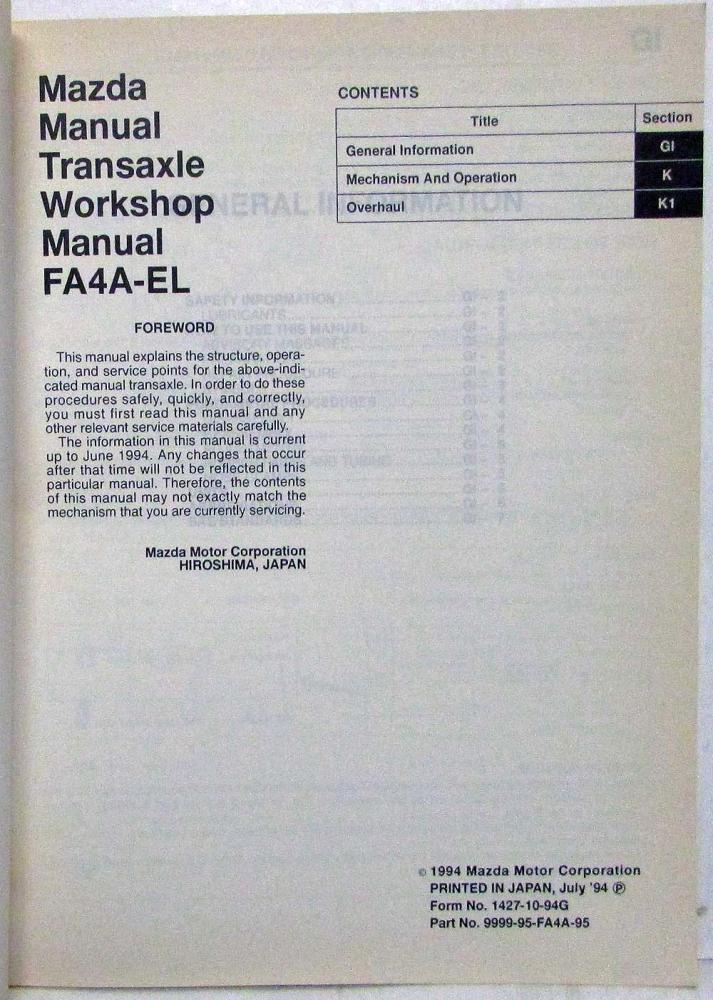 Mazda
Manual
Transaxle
Workshop
Manual
FA4A-EL
FOREWORD
This manual explains the structure, opera-
tion, and service points for the above-indi-
cated manual transaxle. In order to do these
procedures safely, quickly, and correctly,
you must first read this manual and any
other relevant service materials carefully.
The information in this manual is current
up to June 1994. Any changes that occur
after that time will not be reflected in this
particular manual. Therefore, the contents
of this manual may not exactly match the
mechanism that you are currently servicing.
Mazda Motor Corporation
HIROSHIMA, JAPAN
CONTENTS
Title Section
General Information GI
Mechanism And Operation K
Overhaul K1
© 1994 Mazda Motor Corporation
PRINTED IN JAPAN, July '94 Ⓟ
Form No. 1427-10-94G
Part No. 9999-95-FA4A-95